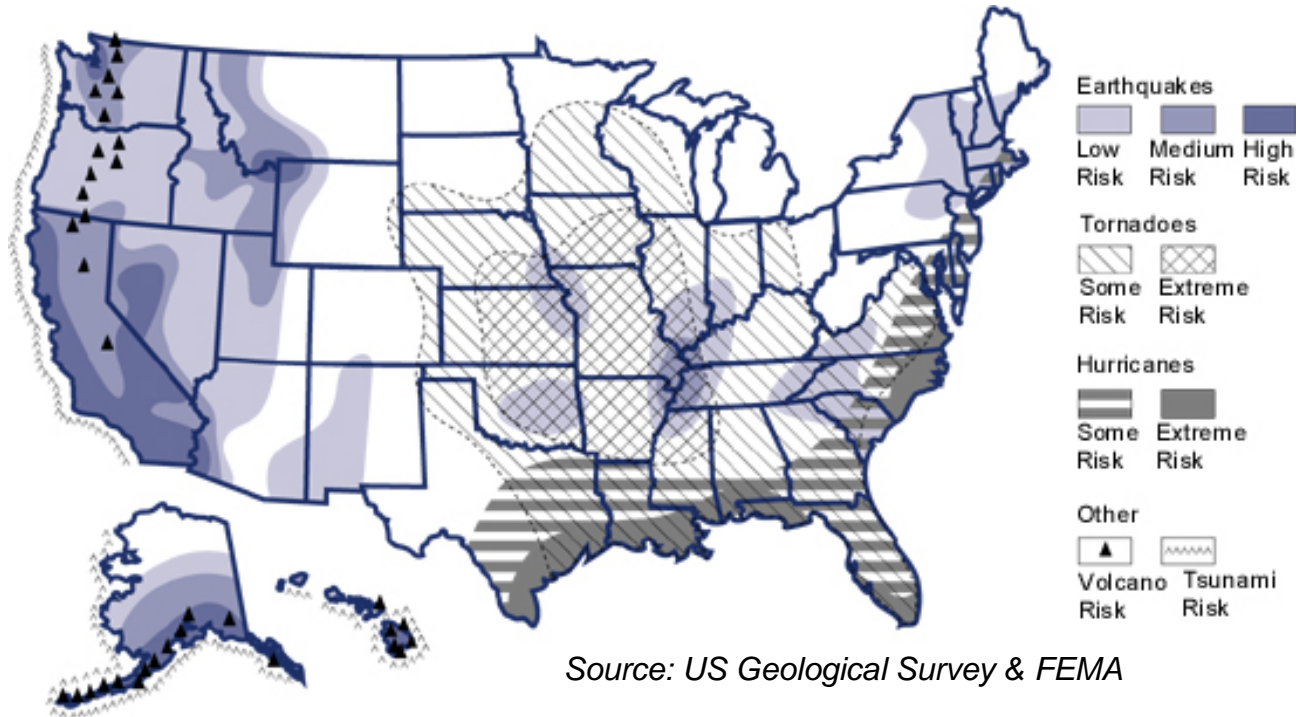 Earthquakes
Low Medium High
Risk Risk Risk
Tornadoes
Some Extreme
Risk Risk
Hurricanes
Some Extreme
Risk Risk
Other
Volcano Tsunami
Risk Risk
Source: US Geological Survey & FEMA